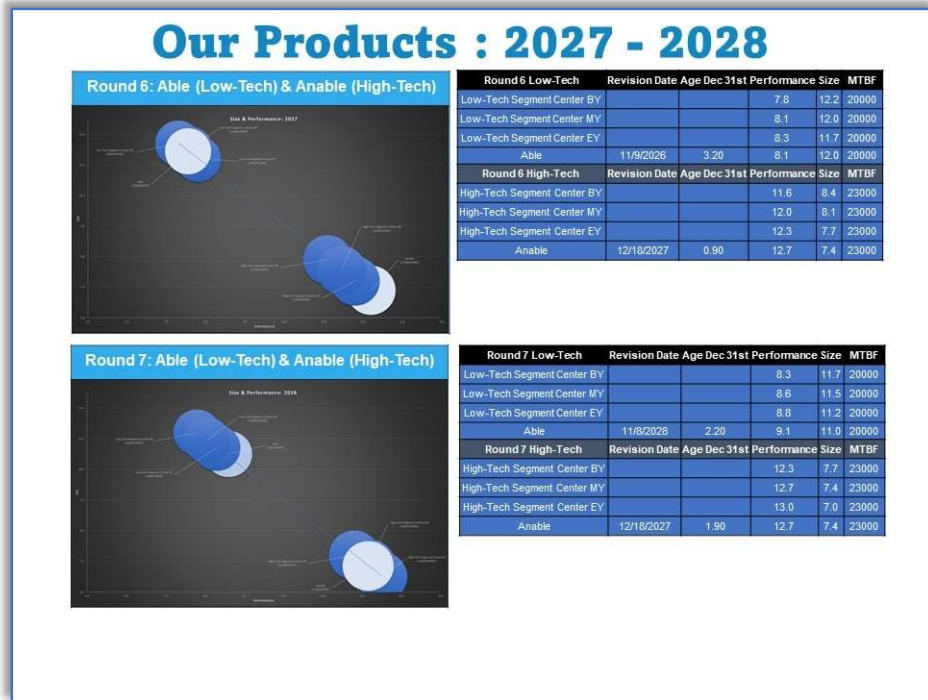 Our Products : 2027 - 2028
Round 6: Able (Low-Tech) & Anable (High-Tech)
Size & Performance: 2027
Round 6 Low-Tech Revision Date Age Dec 31st Performance Size MTBF
Low-Tech Segment Center BY 7.8 12.2 20000
Low-Tech Segment Center MY 8.1 12.0 20000
Low-Tech Segment Center EY 8.3 11.7 20000
Able 11/9/2026 3.20 8.1 12.0 20000
Round 6 High-Tech Revision Date Age Dec 31st Performance Size MTBF
High-Tech Segment Center BY 11.6 8.4 23000
High-Tech Segment Center MY 12.0 8.1 23000
High-Tech Segment Center EY 12.3 7.7 23000
Anable 12/18/2027 0.90 12.7 7.4 23000
Round 7: Able (Low-Tech) & Anable (High-Tech)
Size & Performance: 2028
Round 7 Low-Tech Revision Date Age Dec 31st Performance Size MTBF
Low-Tech Segment Center BY 8.3 11.7 20000
Low-Tech Segment Center MY 8.6 11.5 20000
Low-Tech Segment Center EY 8.8 11.2 20000
Able 11/8/2028 2.20 9.1 11.0 20000
Round 7 High-Tech Revision Date Age Dec 31st Performance Size MTBF
High-Tech Segment Center BY 12.3 7.7 23000
High-Tech Segment Center MY 12.7 7.4 23000
High-Tech Segment Center EY 13.0 7.0 23000
Anable 12/18/2027 1.90 12.7 7.4 23000